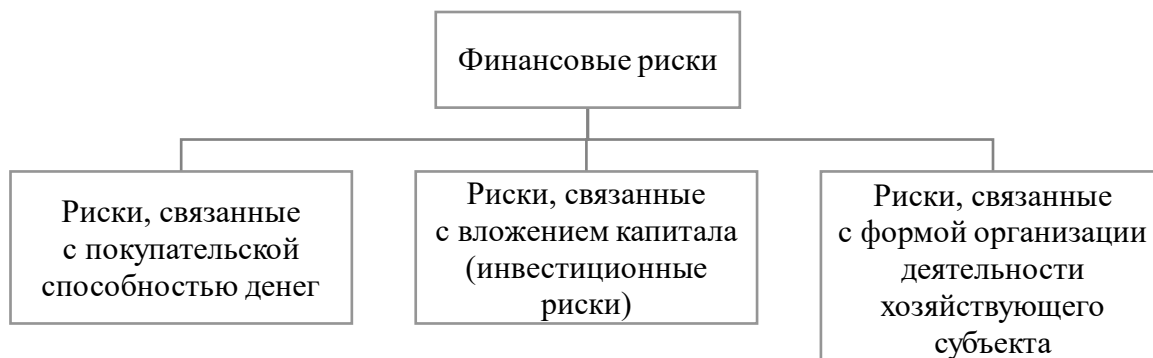 Финансовые риски
Риски, связанные
с покупательской
способностью денег
Риски, связанные
с вложением капитала
(инвестиционные
риски)
Риски, связанные
с формой организации
деятельности
хозяйствующего
субъекта